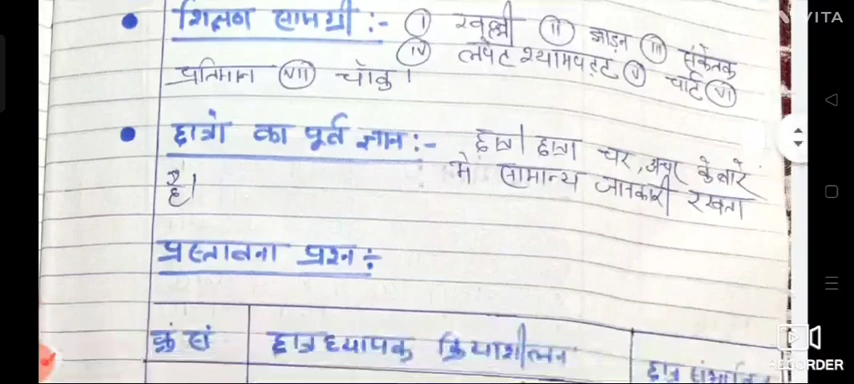 शिक्षण सामग्री :- (I) खूँटी (II) झाड़न (III) संकेतक
(IV) लपेट श्यामपट्ट (V) चार्ट (VI)
प्रतिमान (VII) चॉक।
छात्रों का पूर्व ज्ञान :- छात्र/छात्रा चर, अचर के बारे
में सामान्य जानकारी रखता
है।
प्रस्तावना प्रश्न :-
क्रं सं छात्रध्यापक क्रियाशीलन छात्र
VITA
RECORDER